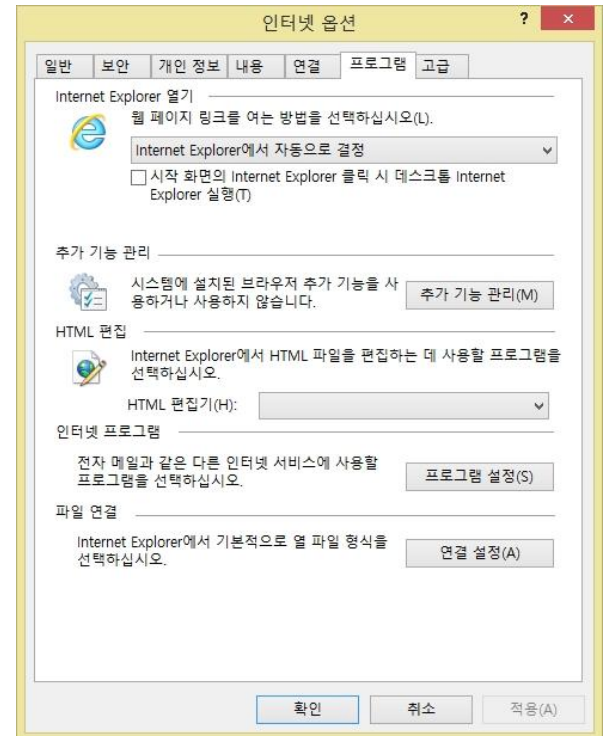 인터넷 옵션
? ×
일반 보안 개인 정보 내용 연결 프로그램 고급
Internet Explorer 열기
웹 페이지 링크를 여는 방법을 선택하십시오(L).
Internet Explorer에서 자동으로 결정
시작 화면의 Internet Explorer 클릭 시 데스크톱 Internet
Explorer 실행(T)
추가 기능 관리
시스템에 설치된 브라우저 추가 기능을 사
용하거나 사용하지 않습니다.
추가 기능 관리(M)
HTML 편집
Internet Explorer에서 HTML 파일을 편집하는 데 사용할 프로그램을
선택하십시오.
HTML 편집기(H):
인터넷 프로그램
전자 메일과 같은 다른 인터넷 서비스에 사용할
프로그램을 선택하십시오.
프로그램 설정(S)
파일 연결
Internet Explorer에서 기본적으로 열 파일 형식을
선택하십시오.
연결 설정(A)
확인 취소 적용(A)